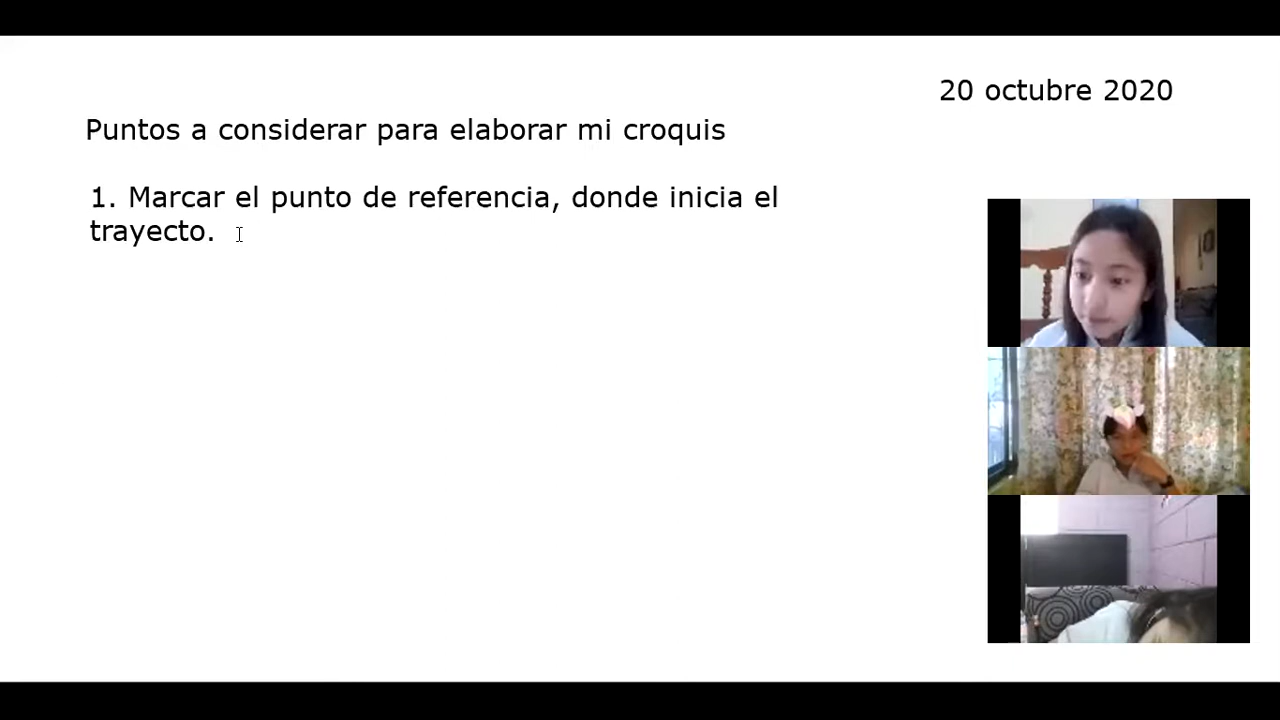 20 octubre 2020
Puntos a considerar para elaborar mi croquis
1. Marcar el punto de referencia, donde inicia el
trayecto.